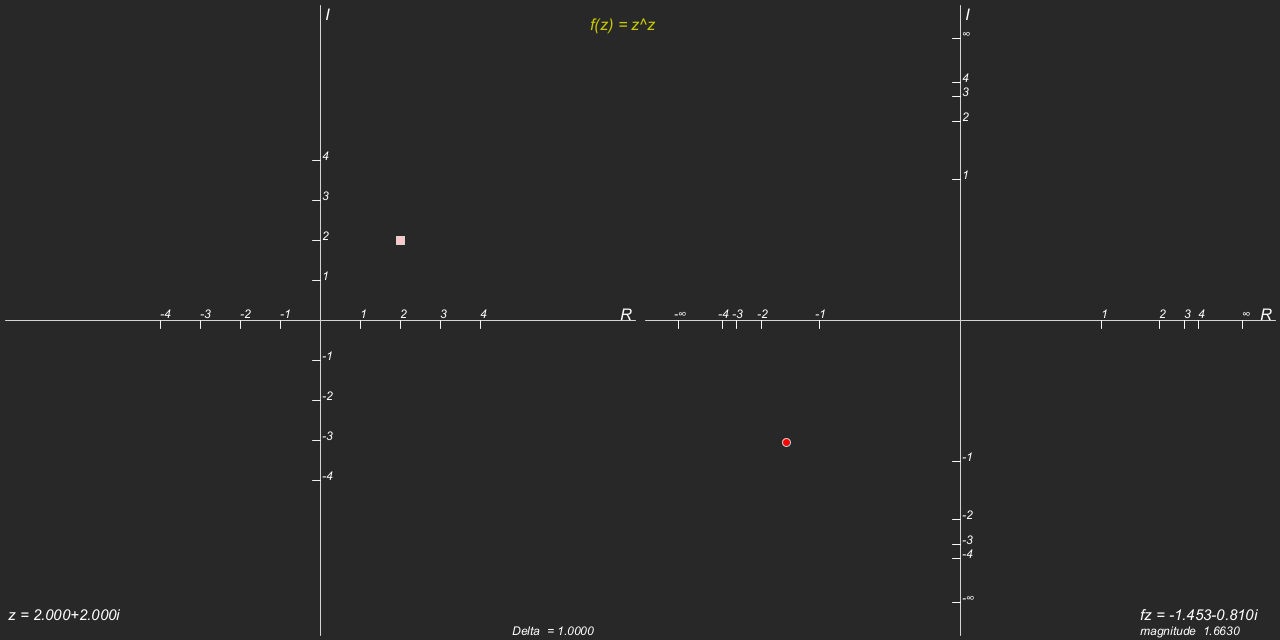 f(z) = z^z
I
4
3
2
1
-4 -3 -2 -1 1 2 3 4 R
-1
-2
-3
-4
I
∞
4
3
2
1
-∞ -4 -3 -2 -1 1 2 3 4 ∞ R
-1
-2
-3
-4
-∞
z = 2.000+2.000i
Delta = 1.0000
fz = -1.453-0.810i
magnitude 1.6630